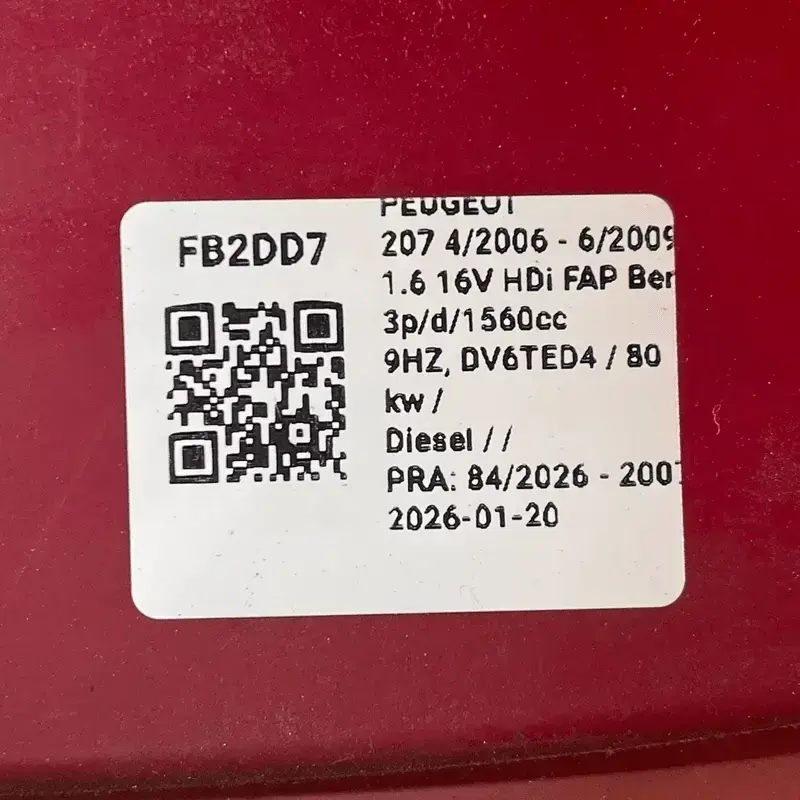 FB2DD7
PEUGEOT
207 4/2006 - 6/2009
1.6 16V HDi FAP Ber
3p/d/1560cc
9HZ, DV6TED4 / 80
kw /
Diesel / /
PRA: 84/2026 - 2007
2026-01-20